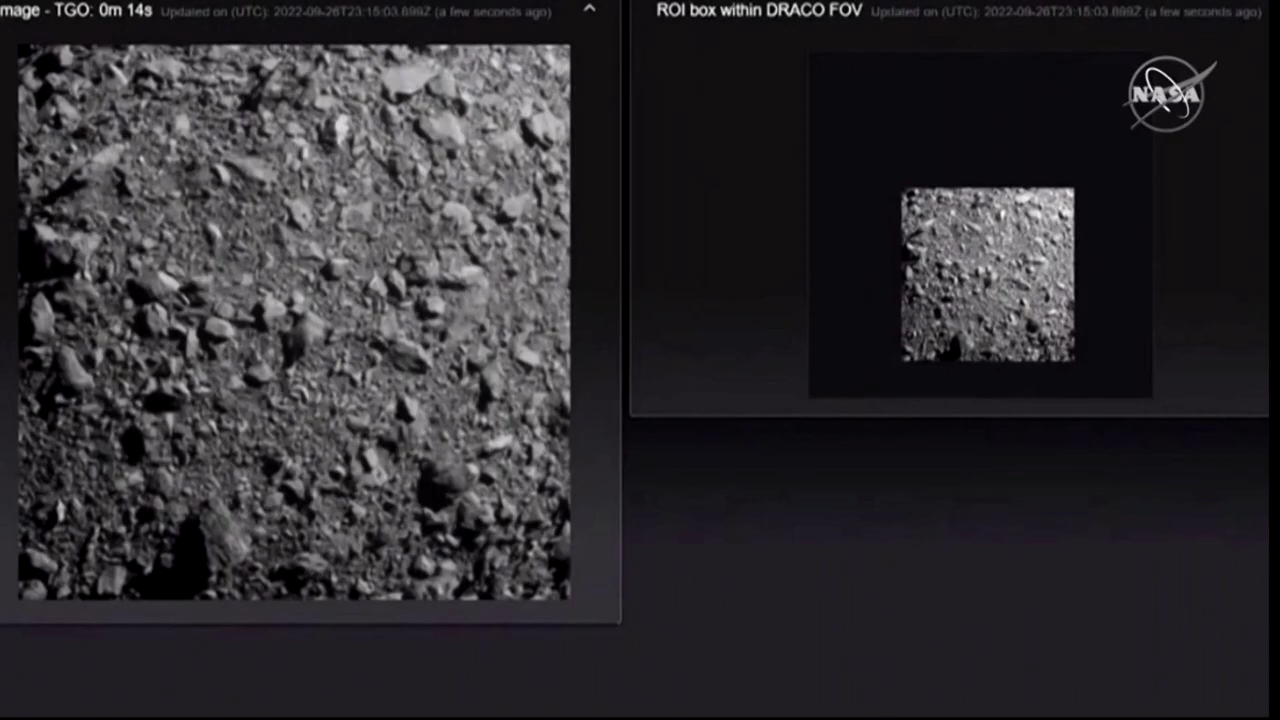 mage - TGO: 0m 14s Updated on (UTC): 2022-09-26T23:15:03.899Z (a few seconds ago)
ROI box within DRACO FOV Updated on (UTC): 2022-09-26T23:15:03.899Z (a few seconds ago)
NASA